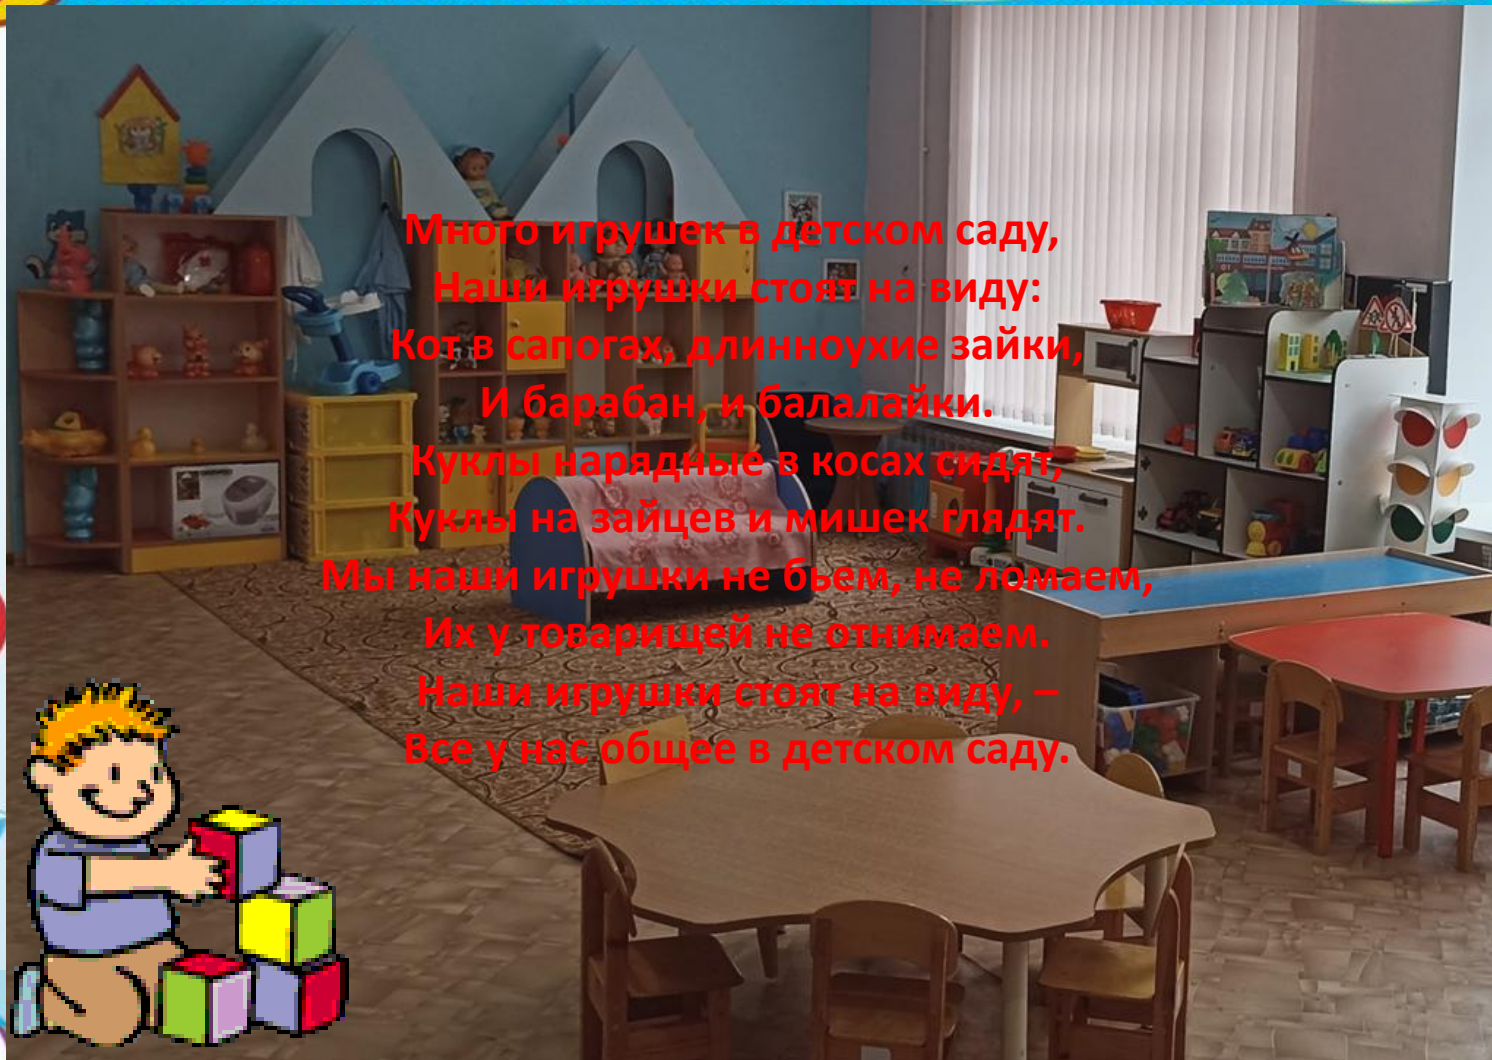 Много игрушек в детском саду,
Наши игрушки стоят на виду:
Кот в сапогах, длинноухие зайки,
И барабан, и балалайки.
Куклы нарядные в косах сидят,
Куклы на зайцев и мишек глядят.
Мы наши игрушки не бьем, не ломаем,
Их у товарищей не отнимаем.
Наши игрушки стоят на виду, –
Все у нас общее в детском саду.